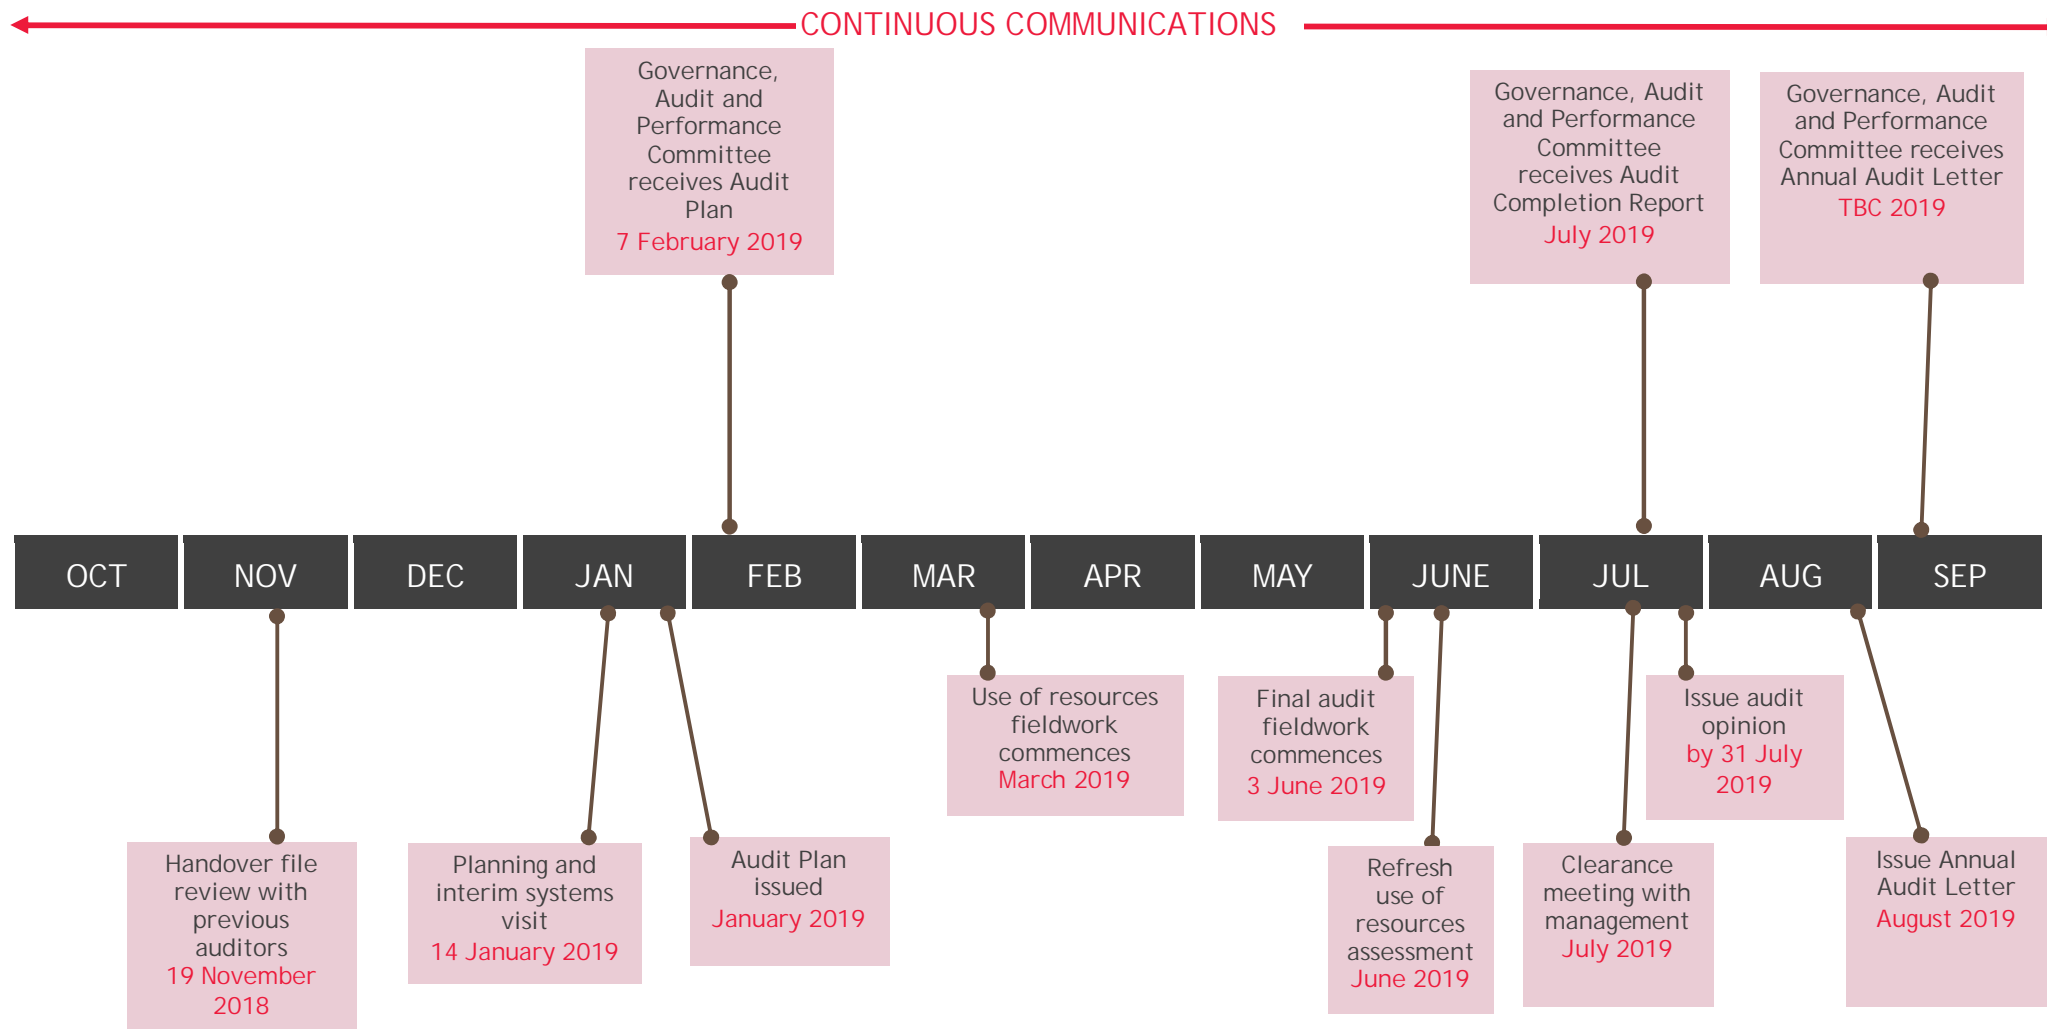 CONTINUOUS COMMUNICATIONS
Governance,
Audit and
Performance
Committee
receives Audit
Plan
7 February 2019
Governance, Audit
and Performance
Committee
receives Audit
Completion Report
July 2019
Governance, Audit
and Performance
Committee receives
Annual Audit Letter
TBC 2019
OCT
NOV
DEC
JAN
FEB
MAR
APR
MAY
JUNE
JUL
AUG
SEP
Handover file
review with
previous
auditors
19 November
2018
Planning and
interim systems
visit
14 January 2019
Audit Plan
issued
January 2019
Use of resources
fieldwork
commences
March 2019
Final audit
fieldwork
commences
3 June 2019
Refresh
use of
resources
assessment
June 2019
Clearance
meeting with
management
July 2019
Issue audit
opinion
by 31 July
2019
Issue Annual
Audit Letter
August 2019